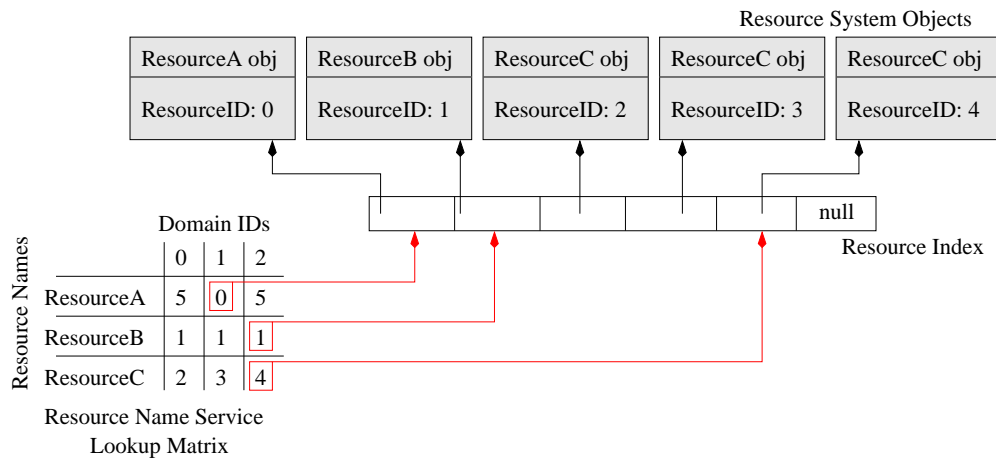 Resource System Objects
ResourceA obj ResourceB obj ResourceC obj ResourceC obj ResourceC obj
ResourceID: 0 ResourceID: 1 ResourceID: 2 ResourceID: 3 ResourceID: 4
null
Resource Index
Domain IDs
0 1 2
Resource Names
ResourceA 5 0 5
ResourceB 1 1 1
ResourceC 2 3 4
Resource Name Service
Lookup Matrix